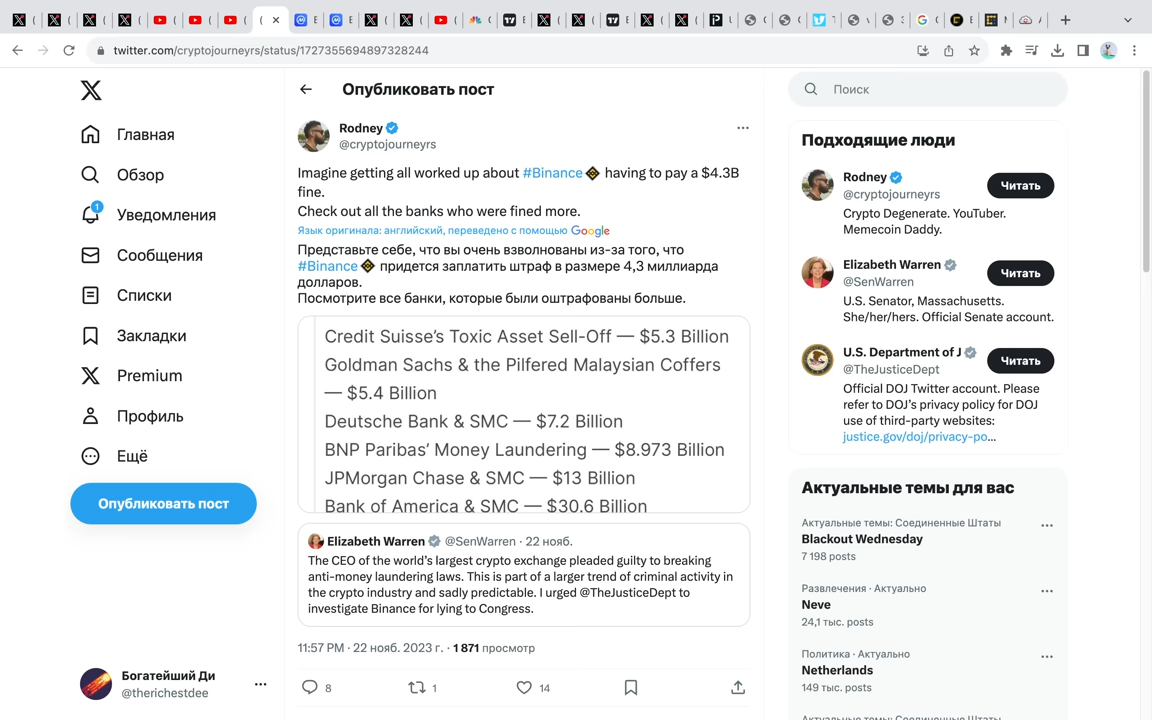 twitter.com/cryptojourneyrs/status/1727355694897328244
Главная
Обзор
1
Уведомления
Сообщения
Списки
Закладки
Premium
Профиль
Ещё
Опубликовать пост
Богатейший Ди
@therichestdee
Опубликовать пост
Rodney
@cryptojourneyrs
Imagine getting all worked up about #Binance having to pay a $4.3B
fine.
Check out all the banks who were fined more.
Язык оригинала: английский, переведено с помощью Google
Представьте себе, что вы очень взволнованы из-за того, что
#Binance придется заплатить штраф в размере 4,3 миллиарда
долларов.
Посмотрите все банки, которые были оштрафованы больше.
Credit Suisse’s Toxic Asset Sell-Off — $5.3 Billion
Goldman Sachs & the Pilfered Malaysian Coffers
— $5.4 Billion
Deutsche Bank & SMC — $7.2 Billion
BNP Paribas’ Money Laundering — $8.973 Billion
JPMorgan Chase & SMC — $13 Billion
Bank of America & SMC — $30.6 Billion
Elizabeth Warren @SenWarren · 22 нояб.
The CEO of the world’s largest crypto exchange pleaded guilty to breaking
anti-money laundering laws. This is part of a larger trend of criminal activity in
the crypto industry and sadly predictable. I urged @TheJusticeDept to
investigate Binance for lying to Congress.
11:57 PM · 22 нояб. 2023 г. · 1 871 просмотр
8 1 14
Поиск
Подходящие люди
Rodney
@cryptojourneyrs
Читать
Crypto Degenerate. YouTuber.
Memecoin Daddy.
Elizabeth Warren
@SenWarren
Читать
U.S. Senator, Massachusetts.
She/her/hers. Official Senate account.
U.S. Department of J
@TheJusticeDept
Читать
Official DOJ Twitter account. Please
refer to DOJ’s privacy policy for DOJ
use of third-party websites:
justice.gov/doj/privacy-po…
Актуальные темы для вас
Актуальные темы: Соединенные Штаты
Blackout Wednesday
7 198 posts
Развлечения · Актуально
Neve
24,1 тыс. posts
Политика · Актуально
Netherlands
149 тыс. posts
Актуальные темы: Соединенные Штаты